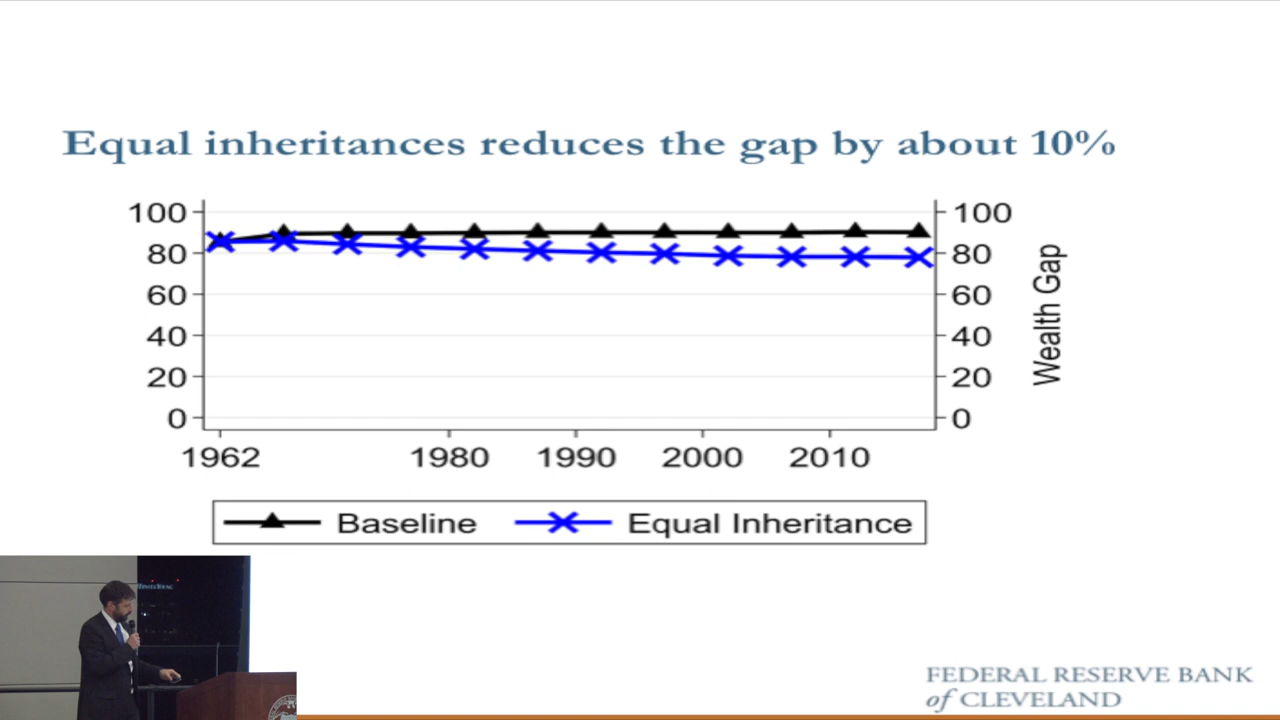 Equal inheritances reduces the gap by about 10%
100
80
60
40
20
0
100
80
60
40
20
0
Wealth Gap
1962 1980 1990 2000 2010
Baseline Equal Inheritance
FEDERAL RESERVE BANK
of CLEVELAND